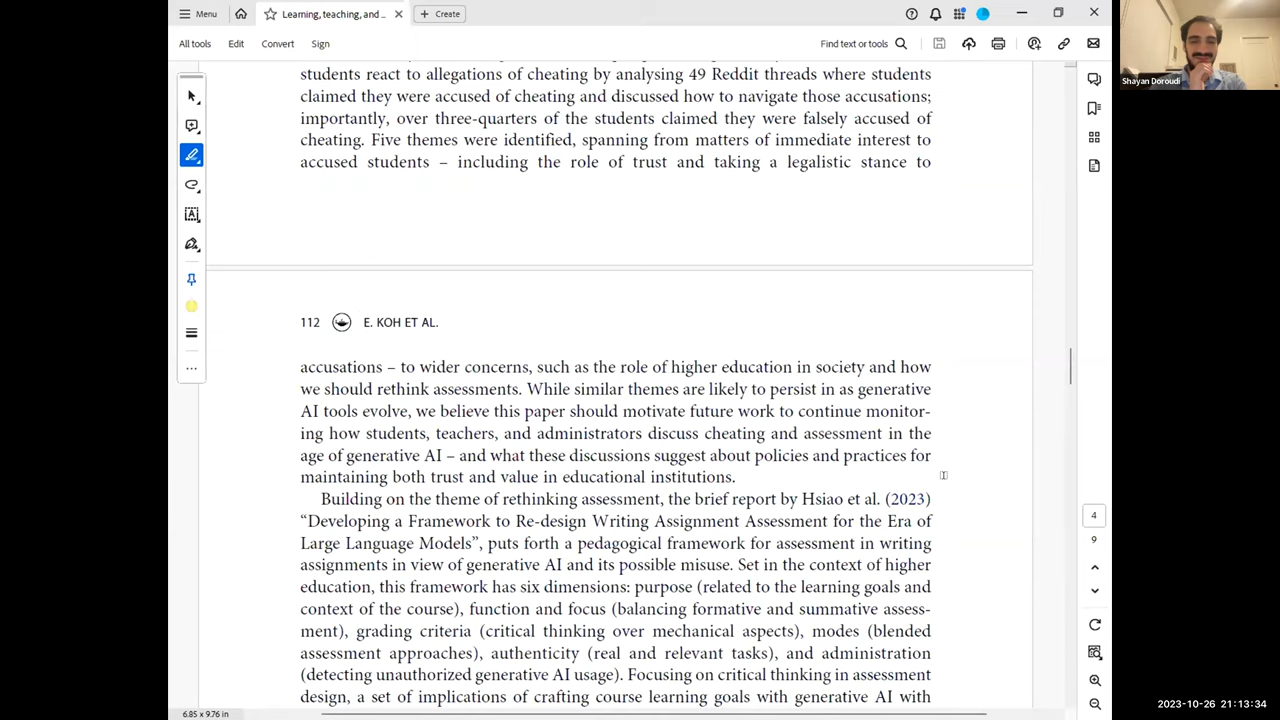 Menu
Learning, teaching, and ..
Create
All tools
Edit
Convert
Sign
Find text or tools
Shayan Doroudi
students react to allegations of cheating by analysing 49 Reddit threads where students
claimed they were accused of cheating and discussed how to navigate those accusations;
importantly, over three-quarters of the students claimed they were falsely accused of
cheating. Five themes were identified, spanning from matters of immediate interest to
accused students – including the role of trust and taking a legalistic stance to
112 E. KOH ET AL.
accusations – to wider concerns, such as the role of higher education in society and how
we should rethink assessments. While similar themes are likely to persist in as generative
AI tools evolve, we believe this paper should motivate future work to continue monitor-
ing how students, teachers, and administrators discuss cheating and assessment in the
age of generative AI – and what these discussions suggest about policies and practices for
maintaining both trust and value in educational institutions.
Building on the theme of rethinking assessment, the brief report by Hsiao et al. (2023)
“Developing a Framework to Re-design Writing Assignment Assessment for the Era of
Large Language Models”, puts forth a pedagogical framework for assessment in writing
assignments in view of generative AI and its possible misuse. Set in the context of higher
education, this framework has six dimensions: purpose (related to the learning goals and
context of the course), function and focus (balancing formative and summative assess-
ment), grading criteria (critical thinking over mechanical aspects), modes (blended
assessment approaches), authenticity (real and relevant tasks), and administration
(detecting unauthorized generative AI usage). Focusing on critical thinking in assessment
design, a set of implications of crafting course learning goals with generative AI with
4
9
6.85 x 9.76 in
2023-10-26 21:13:34